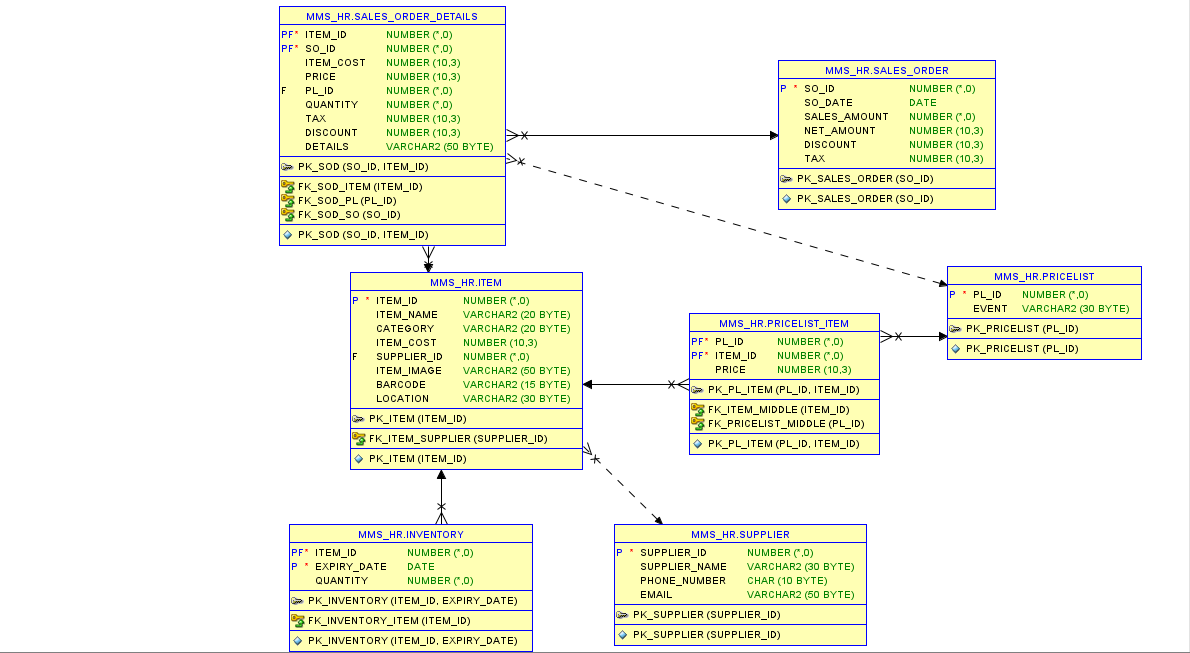 MMS_HR.SALES_ORDER_DETAILS
PF* ITEM_ID NUMBER (*,0)
PF* SO_ID NUMBER (*,0)
ITEM_COST NUMBER (10,3)
PRICE NUMBER (10,3)
F PL_ID NUMBER (*,0)
QUANTITY NUMBER (*,0)
TAX NUMBER (10,3)
DISCOUNT NUMBER (10,3)
DETAILS VARCHAR2 (50 BYTE)
PK_SOD (SO_ID, ITEM_ID)
FK_SOD_ITEM (ITEM_ID)
FK_SOD_PL (PL_ID)
FK_SOD_SO (SO_ID)
PK_SOD (SO_ID, ITEM_ID)
MMS_HR.SALES_ORDER
P * SO_ID NUMBER (*,0)
SO_DATE DATE
SALES_AMOUNT NUMBER (*,0)
NET_AMOUNT NUMBER (10,3)
DISCOUNT NUMBER (10,3)
TAX NUMBER (10,3)
PK_SALES_ORDER (SO_ID)
PK_SALES_ORDER (SO_ID)
MMS_HR.ITEM
P * ITEM_ID NUMBER (*,0)
ITEM_NAME VARCHAR2 (20 BYTE)
CATEGORY VARCHAR2 (20 BYTE)
ITEM_COST NUMBER (10,3)
F SUPPLIER_ID NUMBER (*,0)
ITEM_IMAGE VARCHAR2 (50 BYTE)
BARCODE VARCHAR2 (15 BYTE)
LOCATION VARCHAR2 (30 BYTE)
PK_ITEM (ITEM_ID)
FK_ITEM_SUPPLIER (SUPPLIER_ID)
PK_ITEM (ITEM_ID)
MMS_HR.PRICELIST_ITEM
PF* PL_ID NUMBER (*,0)
PF* ITEM_ID NUMBER (*,0)
PRICE NUMBER (10,3)
PK_PL_ITEM (PL_ID, ITEM_ID)
FK_ITEM_MIDDLE (ITEM_ID)
FK_PRICELIST_MIDDLE (PL_ID)
PK_PL_ITEM (PL_ID, ITEM_ID)
MMS_HR.PRICELIST
P * PL_ID NUMBER (*,0)
EVENT VARCHAR2 (30 BYTE)
PK_PRICELIST (PL_ID)
PK_PRICELIST (PL_ID)
MMS_HR.INVENTORY
PF* ITEM_ID NUMBER (*,0)
P * EXPIRY_DATE DATE
QUANTITY NUMBER (*,0)
PK_INVENTORY (ITEM_ID, EXPIRY_DATE)
FK_INVENTORY_ITEM (ITEM_ID)
PK_INVENTORY (ITEM_ID, EXPIRY_DATE)
MMS_HR.SUPPLIER
P * SUPPLIER_ID NUMBER (*,0)
SUPPLIER_NAME VARCHAR2 (30 BYTE)
PHONE_NUMBER CHAR (10 BYTE)
EMAIL VARCHAR2 (50 BYTE)
PK_SUPPLIER (SUPPLIER_ID)
PK_SUPPLIER (SUPPLIER_ID)